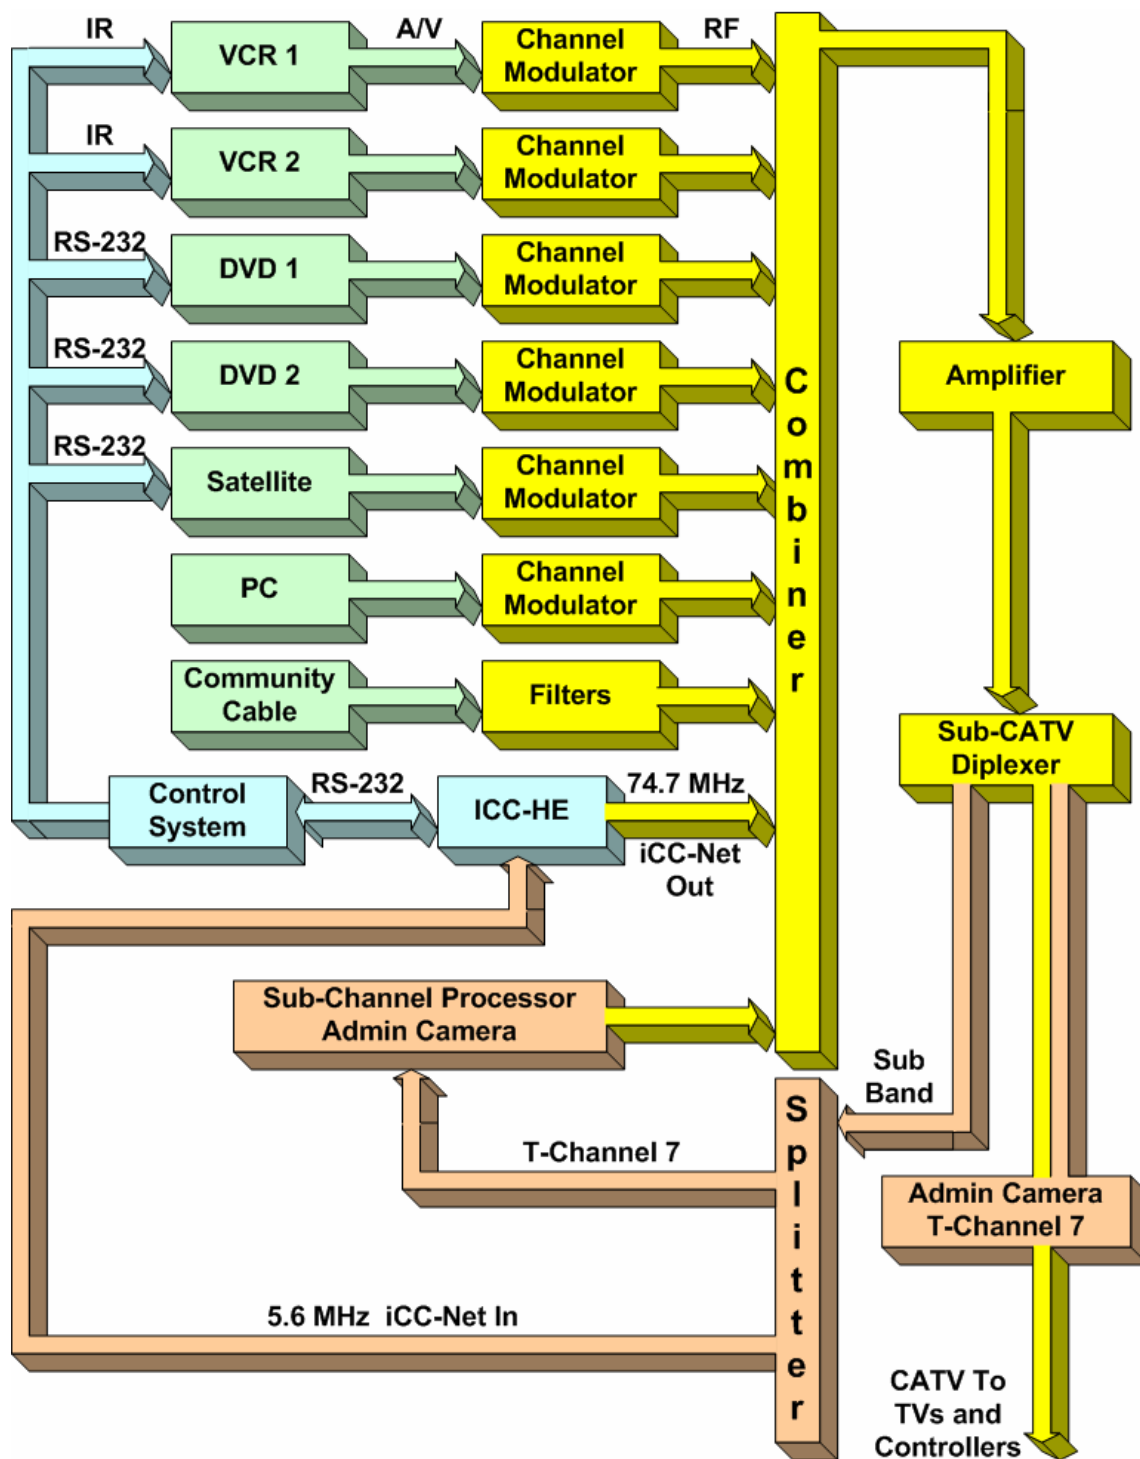 IR
A/V
RF
VCR 1
Channel
Modulator
IR
VCR 2
Channel
Modulator
RS-232
DVD 1
Channel
Modulator
RS-232
DVD 2
Channel
Modulator
RS-232
Satellite
Channel
Modulator
PC
Channel
Modulator
Community
Cable
Filters
Combiner
Amplifier
Sub-CATV
Diplexer
Control
System
RS-232
ICC-HE
74.7 MHz
iCC-Net
Out
Sub-Channel Processor
Admin Camera
Sub
Band
T-Channel 7
Splitter
Admin Camera
T-Channel 7
5.6 MHz iCC-Net In
CATV To
TVs and
Controllers